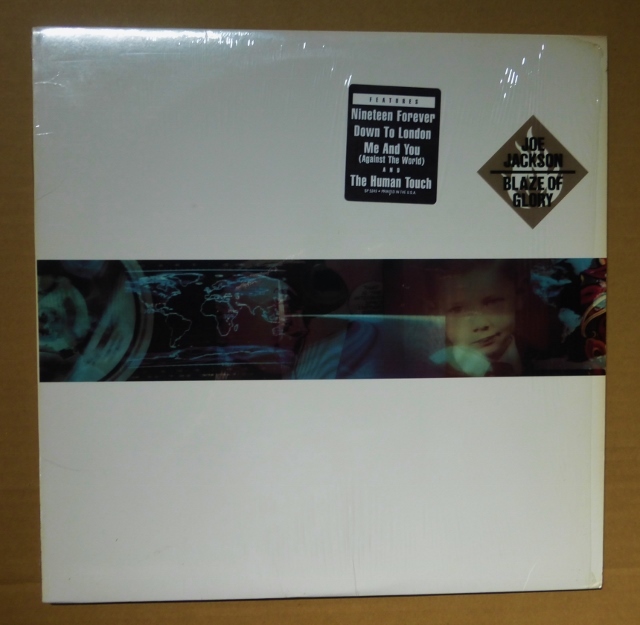 FEATURES
Nineteen Forever
Down To London
Me And You
(Against The World)
AND
The Human Touch
JOE
JACKSON
BLAZE OF
GLORY